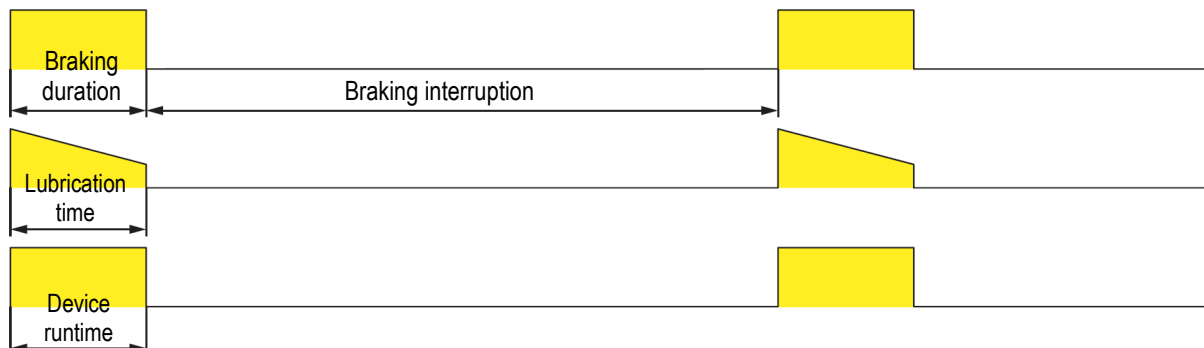 Braking
duration
Braking interruption
Lubrication
time
Device
runtime